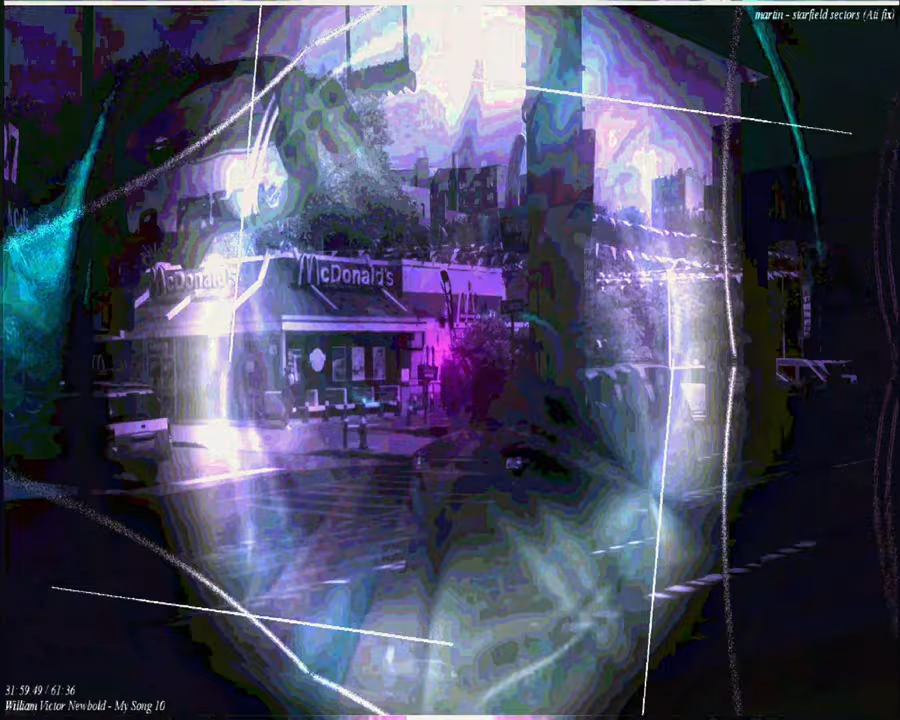 martin - starfield sectors (Ati fix)
McDonald's McDonald's
31:59.49 / 61:36
William Victor Newbold - My Song 10